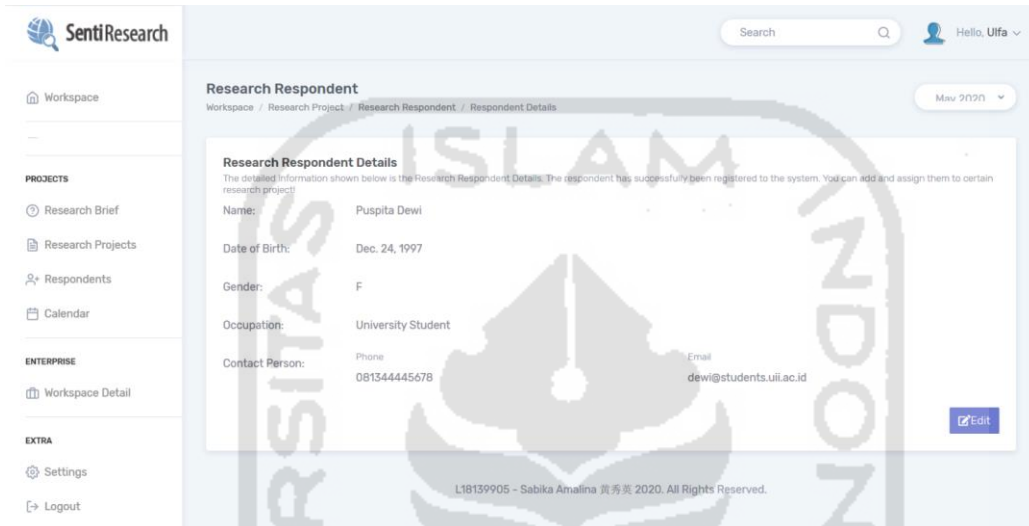 SentiResearch
Search
Hello, Ulfa
Workspace
Research Respondent
Workspace / Research Project / Research Respondent / Respondent Details
May 2020
PROJECTS
Research Brief
Research Projects
Respondents
Calendar
ENTERPRISE
Workspace Detail
EXTRA
Settings
Logout
Research Respondent Details
The detailed Information shown below is the Research Respondent Details. The respondent has successfully been registered to the system. You can add and assign them to certain
research project!
Name: Puspita Dewi
Date of Birth: Dec. 24, 1997
Gender: F
Occupation: University Student
Contact Person: Phone Email
081344445678 dewi@students.uii.ac.id
Edit
L18139905 - Sabika Amalina 黄秀英 2020. All Rights Reserved.
ISLAM
INDON
RSITAS